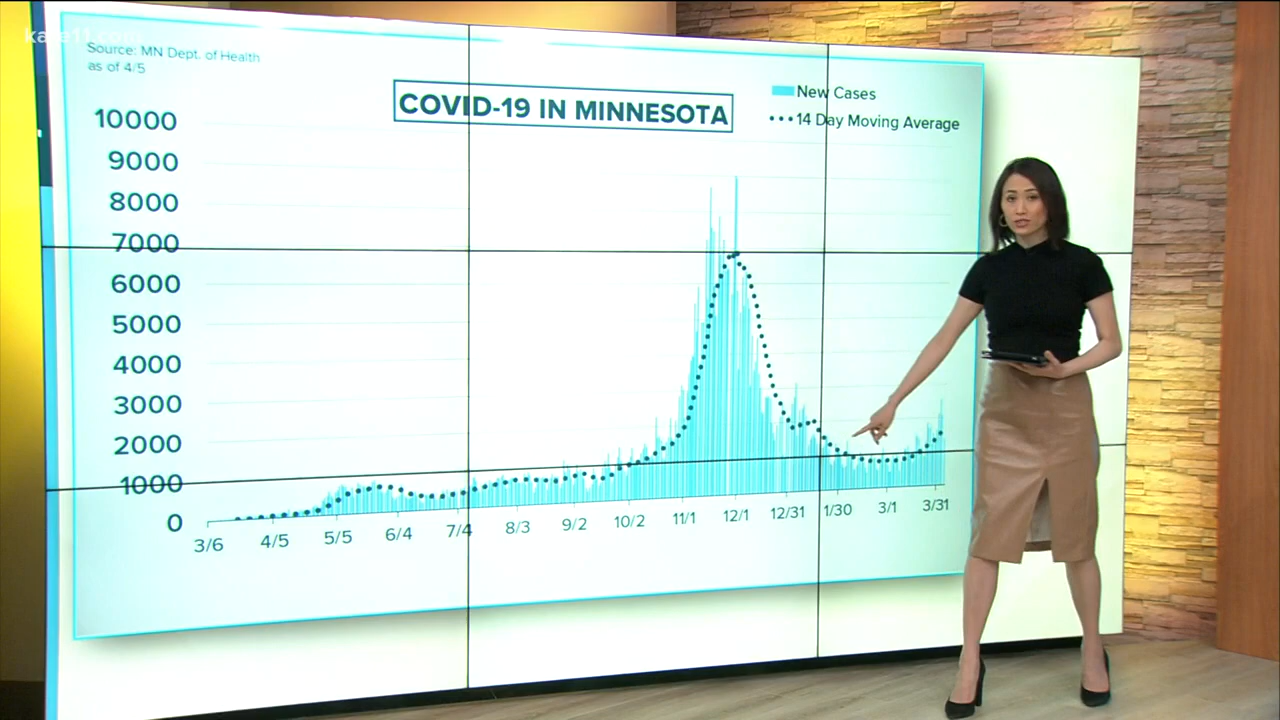 kare11.com
Source: MN Dept. of Health
as of 4/5
COVID-19 IN MINNESOTA
New Cases
14 Day Moving Average
10000
9000
8000
7000
6000
5000
4000
3000
2000
1000
0
3/6 4/5 5/5 6/4 7/4 8/3 9/2 10/2 11/1 12/1 12/31 1/30 3/1 3/31